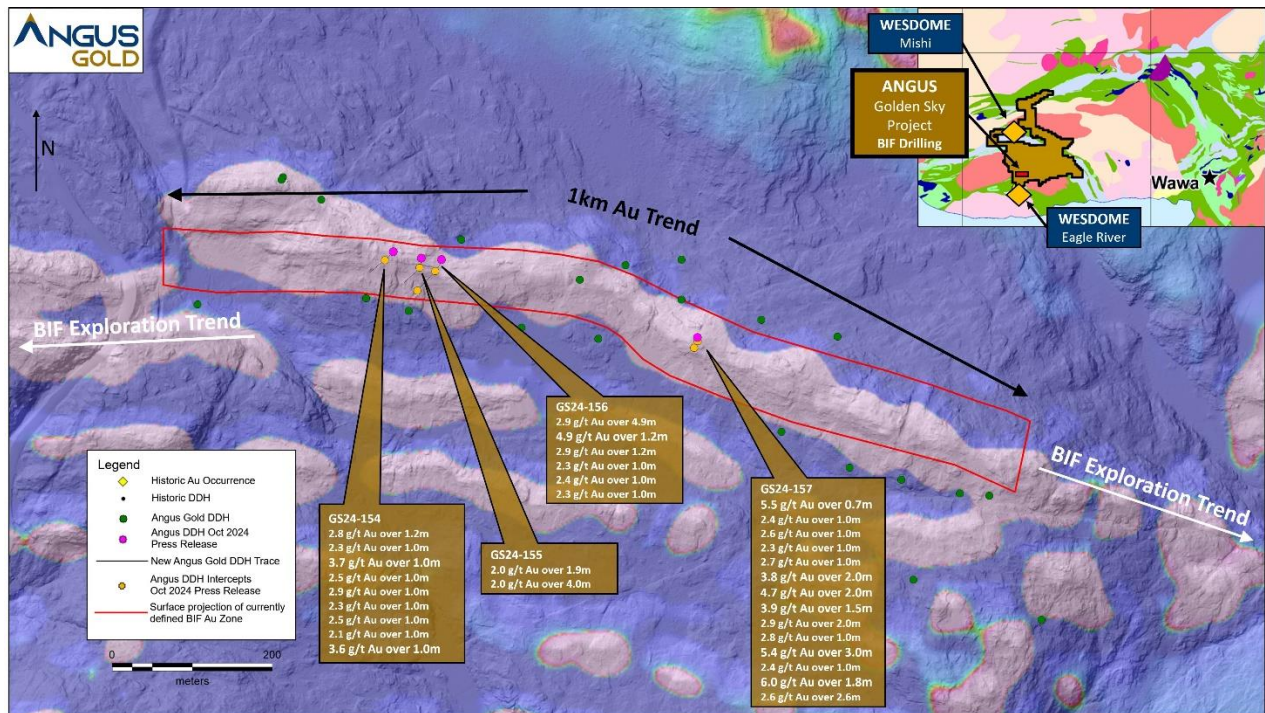 ANGUS
GOLD
N
WESDOME
Mishi
ANGUS
Golden Sky
Project
BIF Drilling
Wawa
WESDOME
Eagle River
1km Au Trend
BIF Exploration Trend
BIF Exploration Trend
GS24-156
2.9 g/t Au over 4.9m
4.9 g/t Au over 1.2m
2.9 g/t Au over 1.2m
2.3 g/t Au over 1.0m
2.4 g/t Au over 1.0m
2.3 g/t Au over 1.0m
GS24-157
5.5 g/t Au over 0.7m
2.4 g/t Au over 1.0m
2.6 g/t Au over 1.0m
2.3 g/t Au over 1.0m
2.7 g/t Au over 1.0m
3.8 g/t Au over 2.0m
4.7 g/t Au over 2.0m
3.9 g/t Au over 1.5m
2.9 g/t Au over 2.0m
2.8 g/t Au over 1.0m
5.4 g/t Au over 3.0m
2.4 g/t Au over 1.0m
6.0 g/t Au over 1.8m
2.6 g/t Au over 2.6m
GS24-154
2.8 g/t Au over 1.2m
2.3 g/t Au over 1.0m
3.7 g/t Au over 1.0m
2.5 g/t Au over 1.0m
2.9 g/t Au over 1.0m
2.3 g/t Au over 1.0m
2.5 g/t Au over 1.0m
2.1 g/t Au over 1.0m
3.6 g/t Au over 1.0m
GS24-155
2.0 g/t Au over 1.9m
2.0 g/t Au over 4.0m
Legend
Historic Au Occurrence
Historic DDH
Angus Gold DDH
Angus DDH Oct 2024
Press Release
New Angus Gold DDH Trace
Angus DDH Intercepts
Oct 2024 Press Release
Surface projection of currently
defined BIF Au Zone
0 200
meters